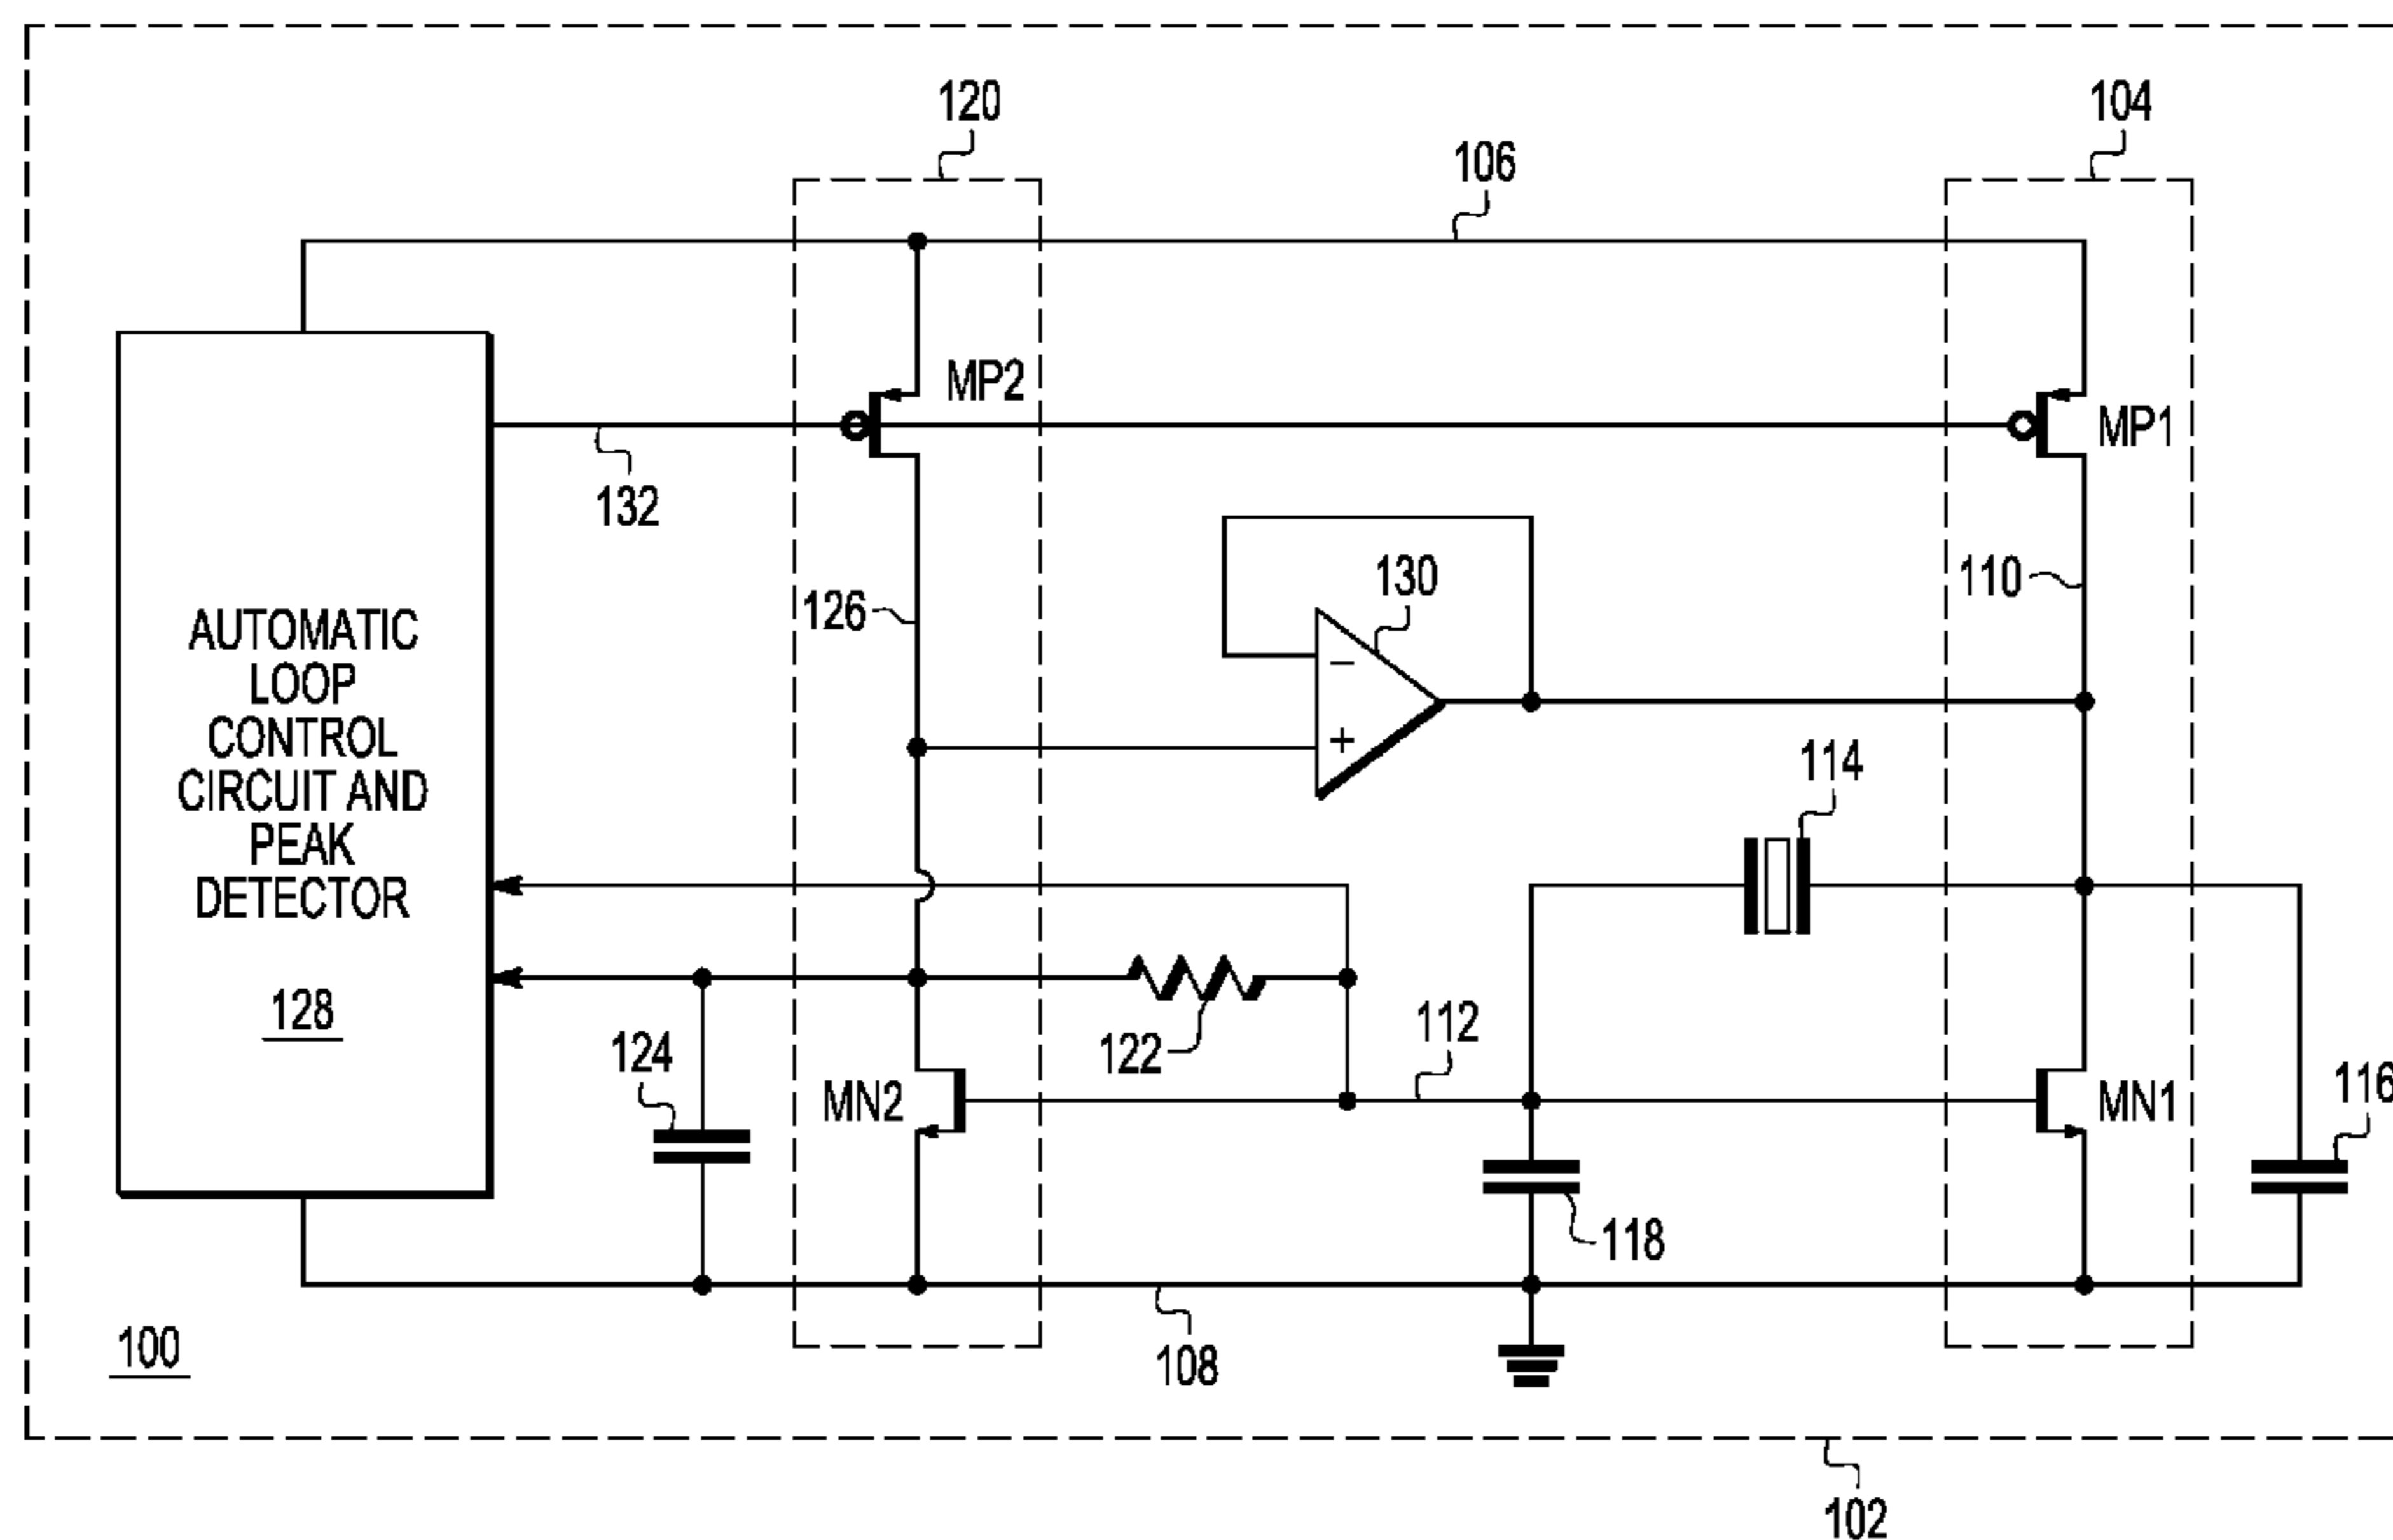 120
104
106
MP2
MP1
132
126
130
110
AUTOMATIC
LOOP
CONTROL
CIRCUIT AND
PEAK
DETECTOR
128
−
+
114
124
122
112
MN2
MN1
116
118
100
108
102